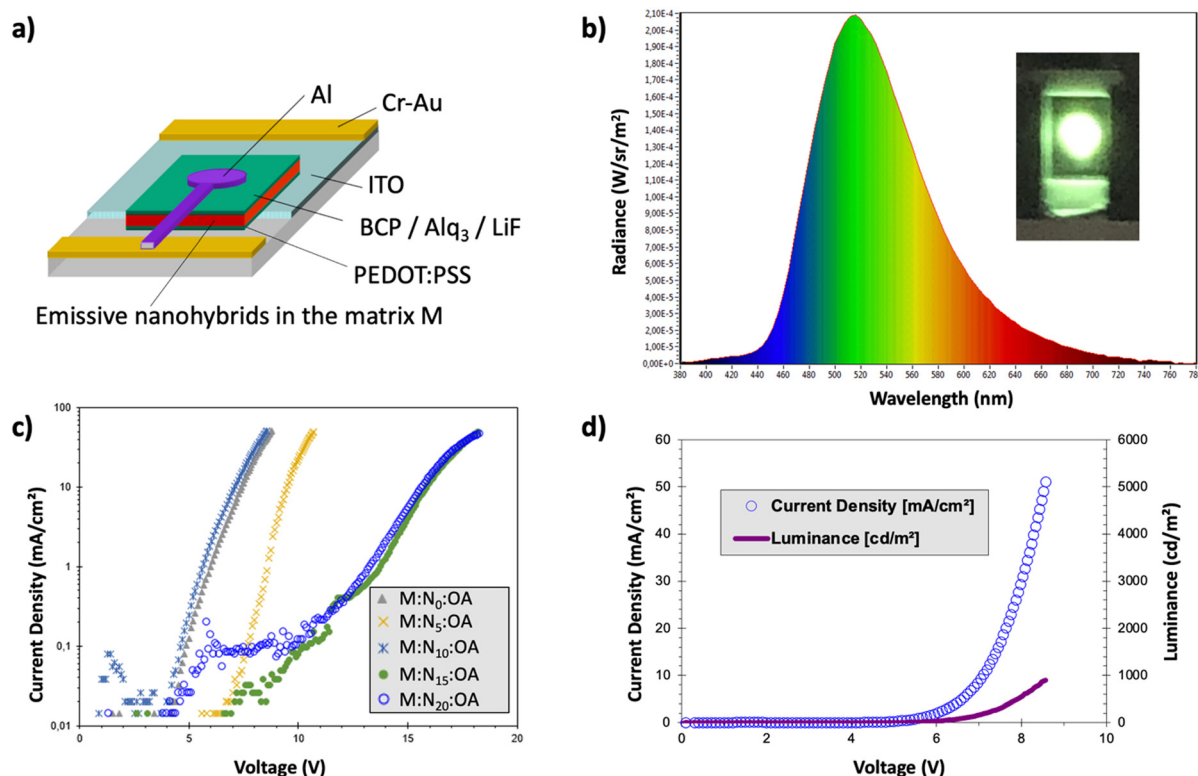 a)
Al
Cr-Au
ITO
BCP / Alq₃ / LiF
PEDOT:PSS
Emissive nanohybrids in the matrix M
b)
Radiance (W/sr/m²)
2,10E-4
2,00E-4
1,90E-4
1,80E-4
1,70E-4
1,60E-4
1,50E-4
1,40E-4
1,30E-4
1,20E-4
1,10E-4
1,00E-4
9,00E-5
8,00E-5
7,00E-5
6,00E-5
5,00E-5
4,00E-5
3,00E-5
2,00E-5
1,00E-5
0,00E+0
380 400 420 440 460 480 500 520 540 560 580 600 620 640 660 680 700 720 740 760 78
Wavelength (nm)
c)
Current Density (mA/cm²)
100
10
1
0,1
0,01
0 5 10 15 20
Voltage (V)
M:N₀:OA
M:N₅:OA
M:N₁₀:OA
M:N₁₅:OA
M:N₂₀:OA
d)
Current Density (mA/cm²)
60
50
40
30
20
10
0
Current Density [mA/cm²]
Luminance [cd/m²]
6000
5000
4000
3000
2000
1000
0
Luminance (cd/m²)
0 2 4 6 8 10
Voltage (V)